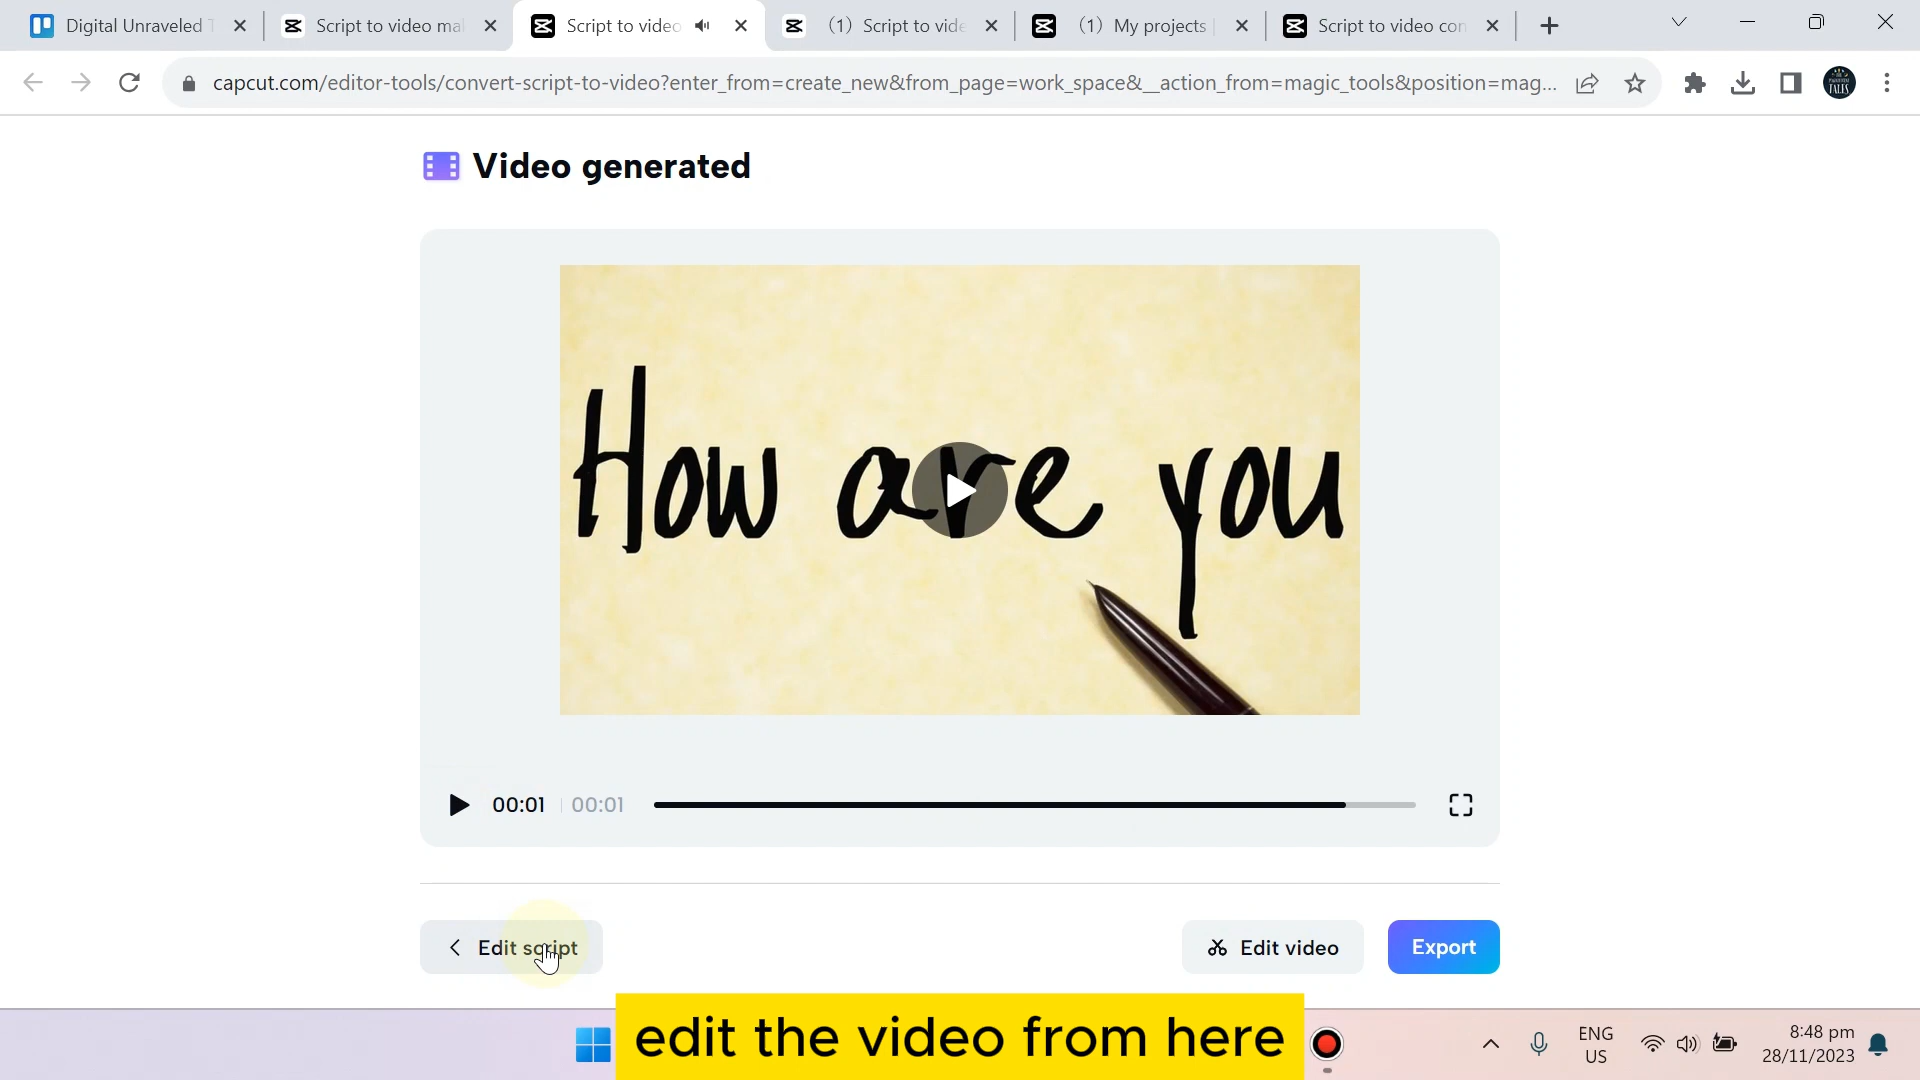 Digital Unraveled
Script to video ma
Script to video
(1) Script to vide
(1) My projects
Script to video con
capcut.com/editor-tools/convert-script-to-video?enter_from=create_new&from_page=work_space&__action_from=magic_tools&position=mag...
Video generated
How are you
00:01 00:01
Edit script
Edit video
Export
edit the video from here
ENG
US
8:48 pm
28/11/2023